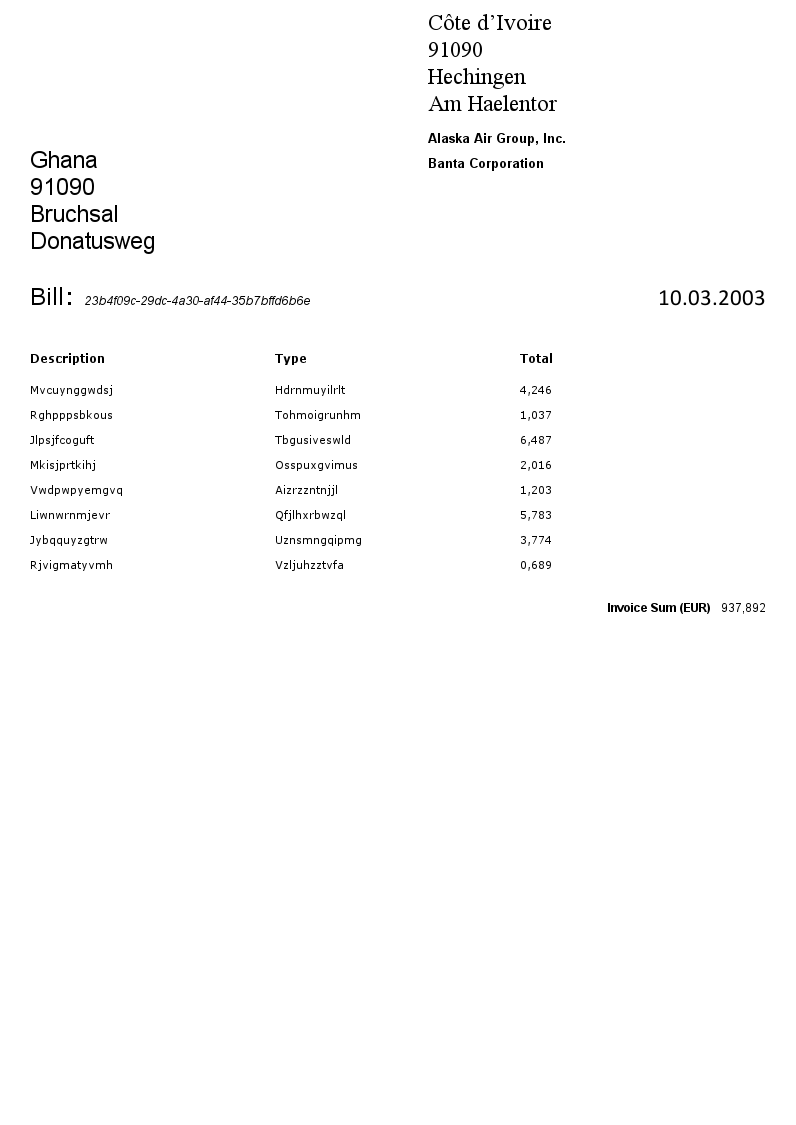 Côte d’Ivoire
91090
Hechingen
Am Haelentor
Alaska Air Group, Inc.
Banta Corporation
Ghana
91090
Bruchsal
Donatusweg
Bill: 23b4f09c-29dc-4a30-af44-35b7bffd6b6e 10.03.2003
Description Type Total
Mvcuynggwdsj Hdrnmuyilrlt 4,246
Rghpppsbkous Tohmoigrunhm 1,037
Jlpsjfcoguft Tbgusiveswld 6,487
Mkisjprtkihj Osspuxgvimus 2,016
Vwdpwpyemgvq Aizrzzntnjjl 1,203
Liwnwrnmjevr Qfjlhxrbwzql 5,783
Jybqquyzgtrw Uznsmngqipmg 3,774
Rjvigmatyvmh Vzljuhzztvfa 0,689
Invoice Sum (EUR) 937,892